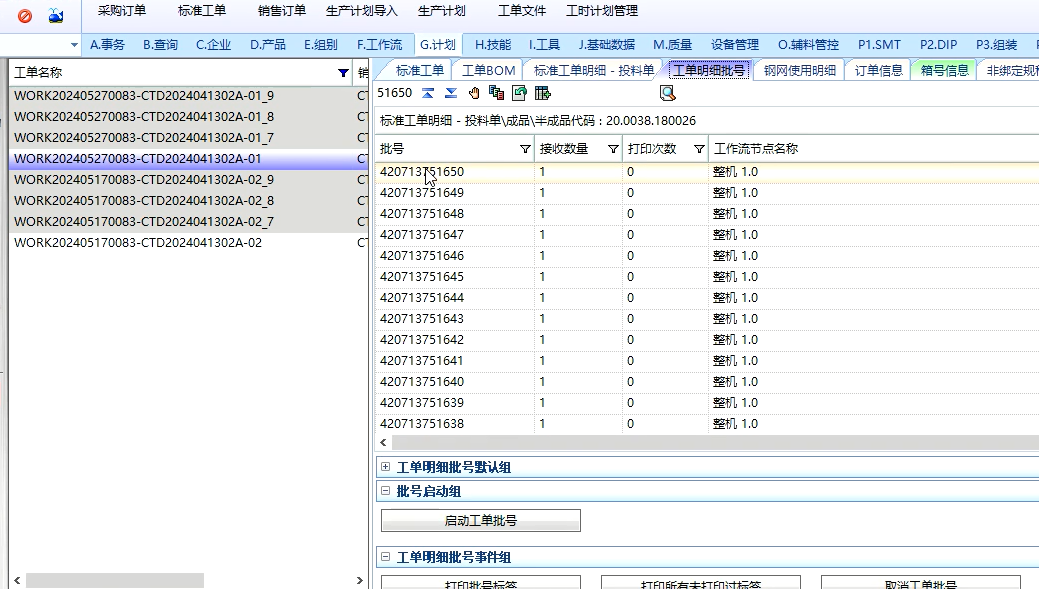 采购订单 标准工单 销售订单 生产计划导入 生产计划 工单文件 工时计划管理
A.事务 B.查询 C.企业 D.产品 E.组别 F.工作流 G.计划 H.技能 I.工具 J.基础数据 M.质量 设备管理 O.辅料管控 P1.SMT P2.DIP P3.组装
工单名称 销
WORK202405270083-CTD2024041302A-01_9 CT
WORK202405270083-CTD2024041302A-01_8 CT
WORK202405270083-CTD2024041302A-01_7 CT
WORK202405270083-CTD2024041302A-01 CT
WORK202405170083-CTD2024041302A-02_9 CT
WORK202405170083-CTD2024041302A-02_8 CT
WORK202405170083-CTD2024041302A-02_7 CT
WORK202405170083-CTD2024041302A-02 CT
标准工单 工单BOM 标准工单明细 - 投料单 工单明细批号 钢网使用明细 订单信息 箱号信息 非绑定规
51650
标准工单明细 - 投料单\成品\半成品代码 : 20.0038.180026
批号 接收数量 打印次数 工作流节点名称
420713751650 1 0 整机 1.0
420713751649 1 0 整机 1.0
420713751648 1 0 整机 1.0
420713751647 1 0 整机 1.0
420713751646 1 0 整机 1.0
420713751645 1 0 整机 1.0
420713751644 1 0 整机 1.0
420713751643 1 0 整机 1.0
420713751642 1 0 整机 1.0
420713751641 1 0 整机 1.0
420713751640 1 0 整机 1.0
420713751639 1 0 整机 1.0
420713751638 1 0 整机 1.0
工单明细批号默认组
批号启动组
启动工单批号
工单明细批号事件组
打印批号标签 打印所有未打印过标签 取消工单批号